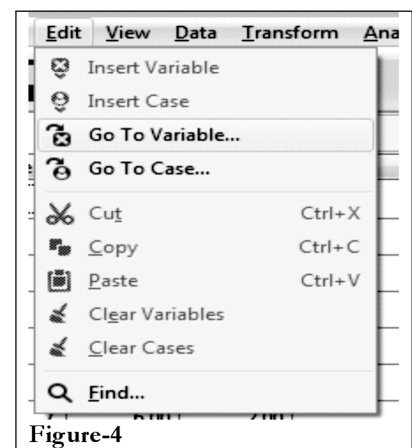 Edit View Data Transform Ana
Insert Variable
Insert Case
Go To Variable...
Go To Case...
Cut Ctrl+X
Copy Ctrl+C
Paste Ctrl+V
Clear Variables
Clear Cases
Find...
Figure-4